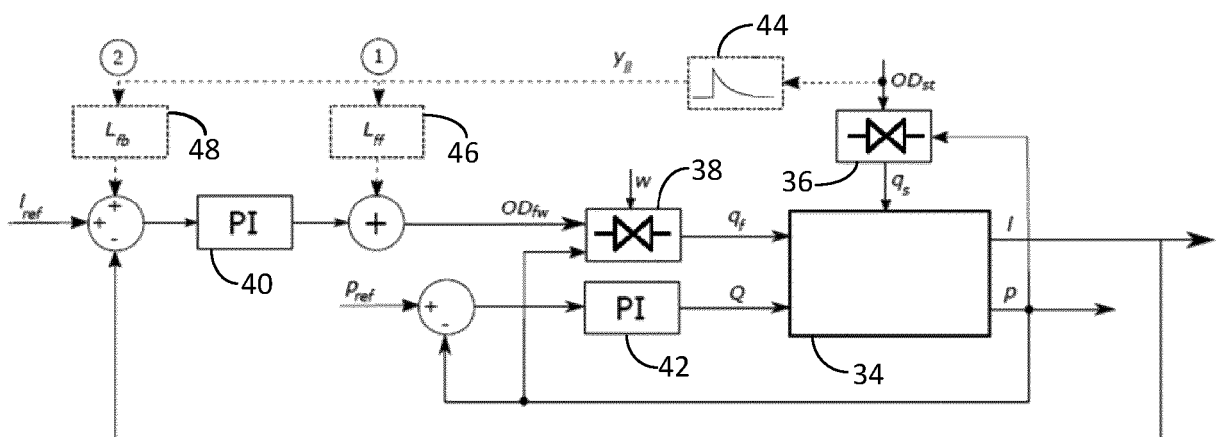 44
2
1
y_ll
OD_st
L_fb
48
L_ff
46
36
q_s
38
w
l_ref
+
+
-
PI
+
OD_fw
q_f
l
40
p_ref
+
-
PI
Q
p
42
34